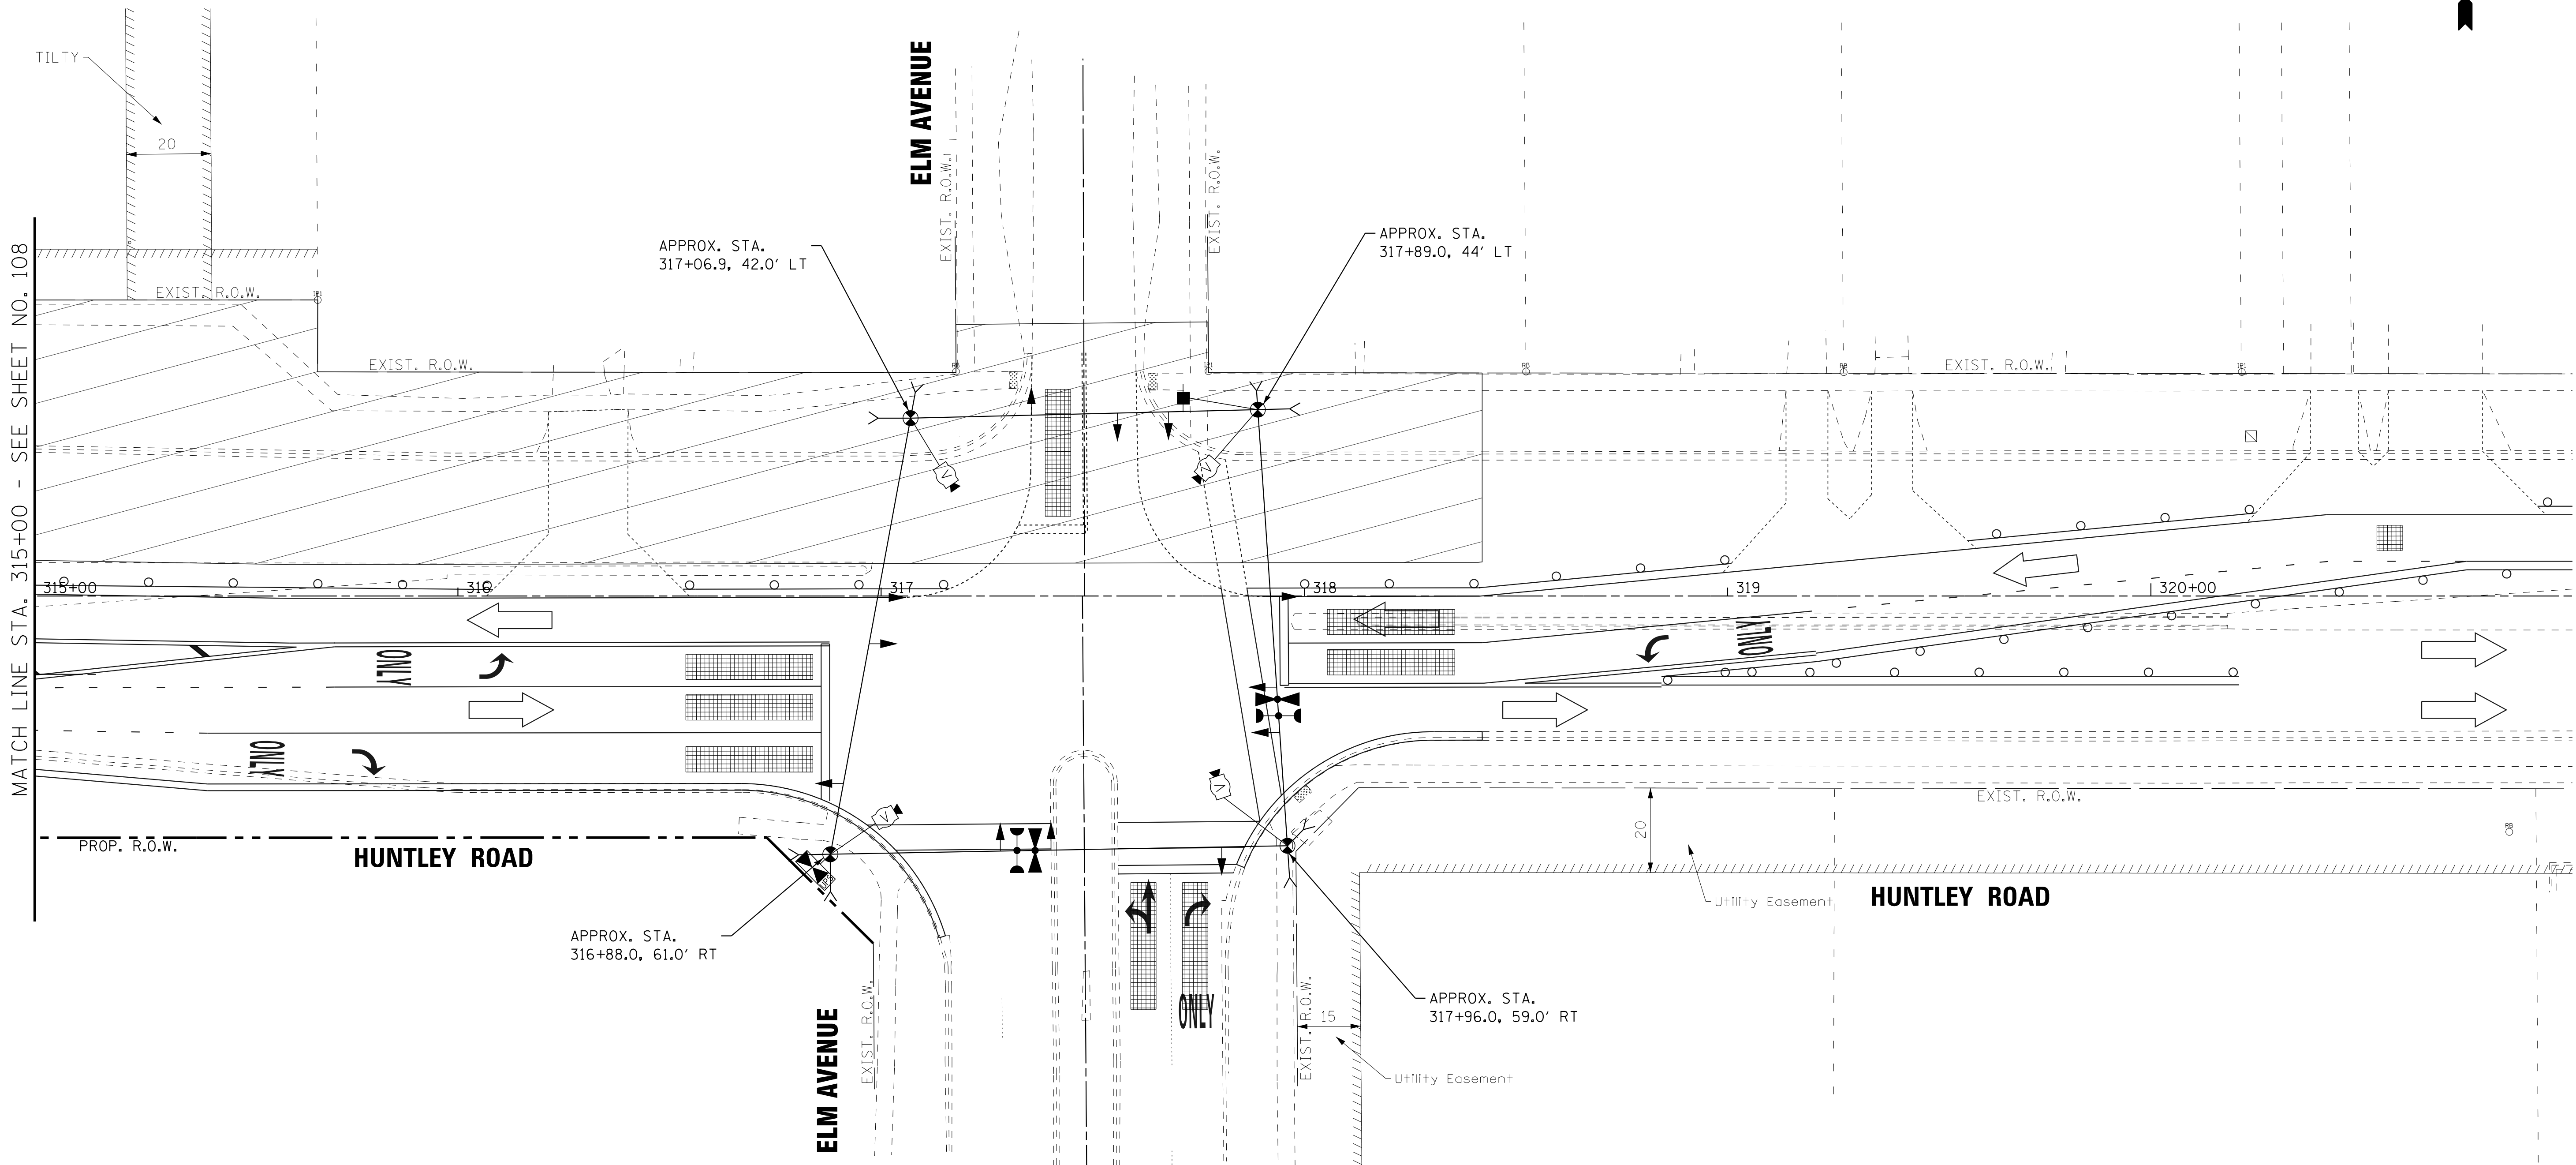 TILTY
20
ELM AVENUE
EXIST. R.O.W.
EXIST. R.O.W.
APPROX. STA.
317+06.9, 42.0' LT
APPROX. STA.
317+89.0, 44' LT
MATCH LINE STA. 315+00 - SEE SHEET NO. 108
EXIST. R.O.W.
EXIST. R.O.W.
EXIST. R.O.W.
V
V
315+00
316
317
318
319
320+00
ONLY
ONLY
ONLY
V
V
PROP. R.O.W.
HUNTLEY ROAD
UPS
EXIST. R.O.W.
20
Utility Easement
HUNTLEY ROAD
APPROX. STA.
316+88.0, 61.0' RT
ELM AVENUE
EXIST. R.O.W.
ONLY
EXIST. R.O.W.
15
APPROX. STA.
317+96.0, 59.0' RT
Utility Easement